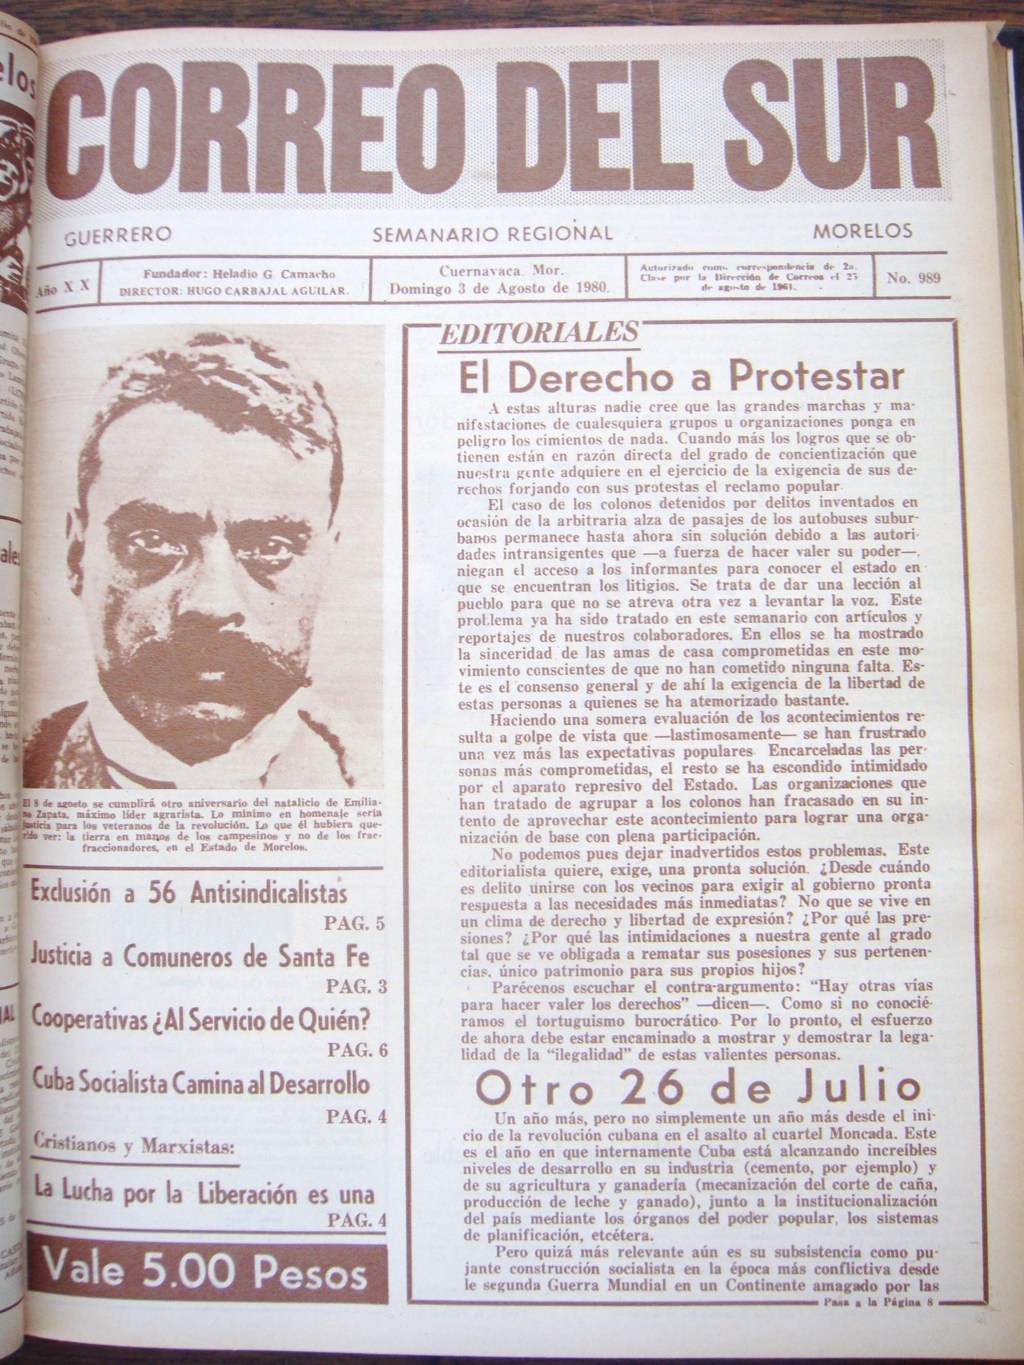 CORREO DEL SUR
GUERRERO
SEMANARIO REGIONAL
MORELOS
Año X X
Fundador: Heladio G. Camacho
DIRECTOR: HUGO CARBAJAL AGUILAR.
Cuernavaca, Mor.
Domingo 3 de Agosto de 1980.
Autorizado como correspondencia de 2a.
Clase por la Dirección de Correos el 25
de agosto de 1961.
No. 989
El 8 de agosto se cumplirá otro aniversario del natalicio de Emilia-
no Zapata, máximo líder agrarista. Lo mínimo en homenaje sería
justicia para los veteranos de la revolución. Lo que él hubiera que-
rido ver: la tierra en manos de los campesinos y no de los frac-
fraccionadores, en el Estado de Morelos.
Exclusión a 56 Antisindicalistas
PAG. 5
Justicia a Comuneros de Santa Fe
PAG. 3
Cooperativas ¿Al Servicio de Quién?
PAG. 6
Cuba Socialista Camina al Desarrollo
PAG. 4
Cristianos y Marxistas:
La Lucha por la Liberación es una
PAG. 4
Vale 5.00 Pesos
EDITORIALES
El Derecho a Protestar
A estas alturas nadie cree que las grandes marchas y ma-
nifestaciones de cualesquiera grupos u organizaciones ponga en
peligro los cimientos de nada. Cuando más los logros que se ob-
tienen están en razón directa del grado de concientización que
nuestra gente adquiere en el ejercicio de la exigencia de sus de-
rechos forjando con sus protestas el reclamo popular
El caso de los colonos detenidos por delitos inventados en
ocasión de la arbitraria alza de pasajes de los autobuses subur-
banos permanece hasta ahora sin solución debido a las autori-
dades intransigentes que —a fuerza de hacer valer su poder—,
niegan el acceso a los informantes para conocer el estado en
que se encuentran los litigios. Se trata de dar una lección al
pueblo para que no se atreva otra vez a levantar la voz. Este
problema ya ha sido tratado en este semanario con artículos y
reportajes de nuestros colaboradores. En ellos se ha mostrado
la sinceridad de las amas de casa comprometidas en este mo-
vimiento conscientes de que no han cometido ninguna falta. Es-
te es el consenso general y de ahí la exigencia de la libertad de
estas personas a quienes se ha atemorizado bastante.
Haciendo una somera evaluación de los acontecimientos re-
sulta a golpe de vista que —lastimosamente— se han frustrado
una vez más las expectativas populares Encarceladas las per-
sonas más comprometidas, el resto se ha escondido intimidado
por el aparato represivo del Estado. Las organizaciones que
han tratado de agrupar a los colonos han fracasado en su in-
tento de aprovechar este acontecimiento para lograr una orga-
nización de base con plena participación.
No podemos pues dejar inadvertidos estos problemas. Este
editorialista quiere, exige, una pronta solución. ¿Desde cuándo
es delito unirse con los vecinos para exigir al gobierno pronta
respuesta a las necesidades más inmediatas? No que se vive en
un clima de derecho y libertad de expresión? ¿Por qué las pre-
siones? ¿Por qué las intimidaciones a nuestra gente al grado
tal que se ve obligada a rematar sus posesiones y sus pertenen-
cias, único patrimonio para sus propios hijos?
Parécenos escuchar el contra-argumento: "Hay otras vías
para hacer valer los derechos" —dicen—. Como si no conocié-
ramos el tortuguismo burocrático. Por lo pronto, el esfuerzo
de ahora debe estar encaminado a mostrar y demostrar la lega-
lidad de la "ilegalidad" de estas valientes personas.
Otro 26 de Julio
Un año más, pero no simplemente un año más desde el ini-
cio de la revolución cubana en el asalto al cuartel Moncada. Este
es el año en que internamente Cuba está alcanzando increíbles
niveles de desarrollo en su industria (cemento, por ejemplo) y
de su agricultura y ganadería (mecanización del corte de caña,
producción de leche y ganado), junto a la institucionalización
del país mediante los órganos del poder popular, los sistemas
de planificación, etcétera.
Pero quizá más relevante aún es su subsistencia como pu-
jante construcción socialista en la época más conflictiva desde
le segunda Guerra Mundial en un Continente amagado por las
Pasa a la Página 8